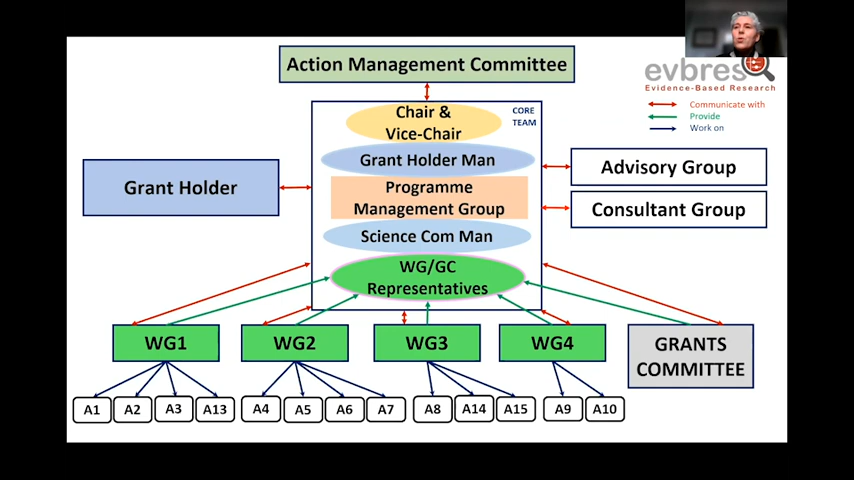 Action Management Committee
evbres
Evidence-Based Research
Communicate with
Provide
Work on
CORE
TEAM
Chair &
Vice-Chair
Grant Holder Man
Programme
Management Group
Science Com Man
WG/GC
Representatives
Grant Holder
Advisory Group
Consultant Group
WG1
WG2
WG3
WG4
GRANTS
COMMITTEE
A1 A2 A3 A13 A4 A5 A6 A7 A8 A14 A15 A9 A10